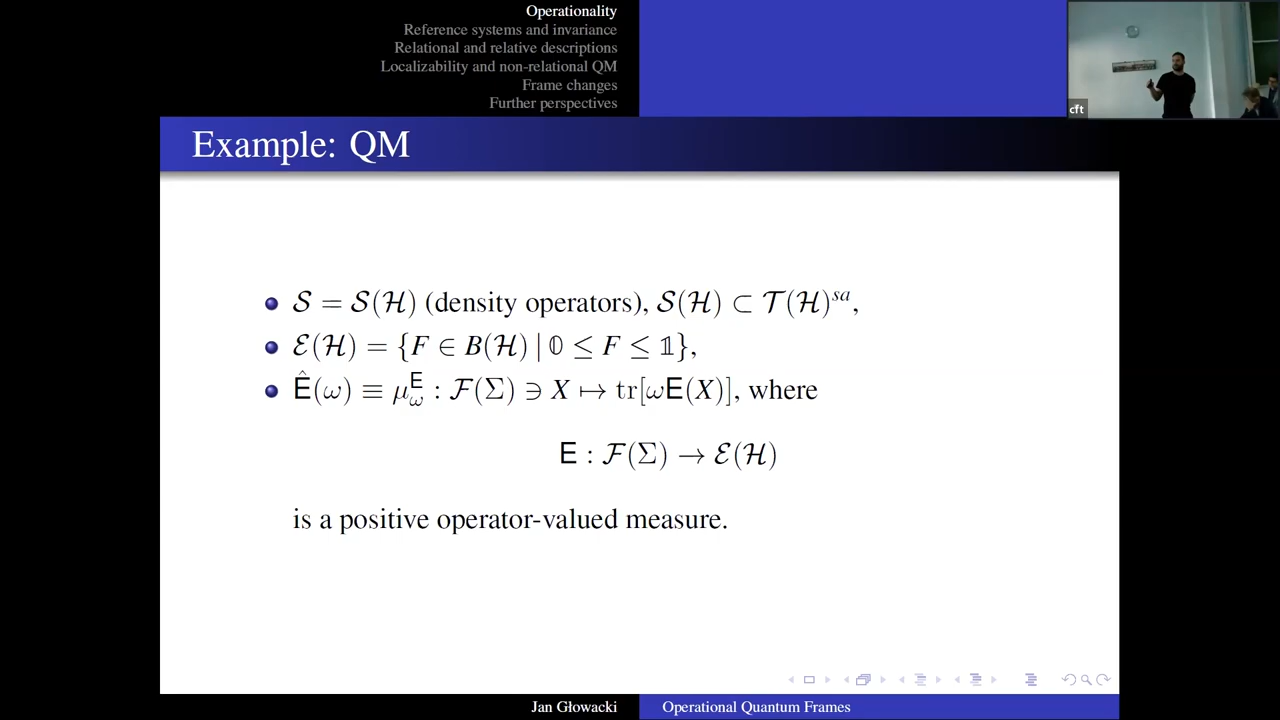 Operationality
Reference systems and invariance
Relational and relative descriptions
Localizability and non-relational QM
Frame changes
Further perspectives
cft
Example: QM
𝒮 = 𝒮(ℋ) (density operators), 𝒮(ℋ) ⊂ 𝒯(ℋ)ˢᵃ,
ℰ(ℋ) = {F ∈ B(ℋ) | 𝟘 ≤ F ≤ 𝟙},
Ê(ω) ≡ μ_ω^E : ℱ(Σ) ∋ X ↦ tr[ωE(X)], where
E : ℱ(Σ) → ℰ(ℋ)
is a positive operator-valued measure.
Jan Głowacki
Operational Quantum Frames